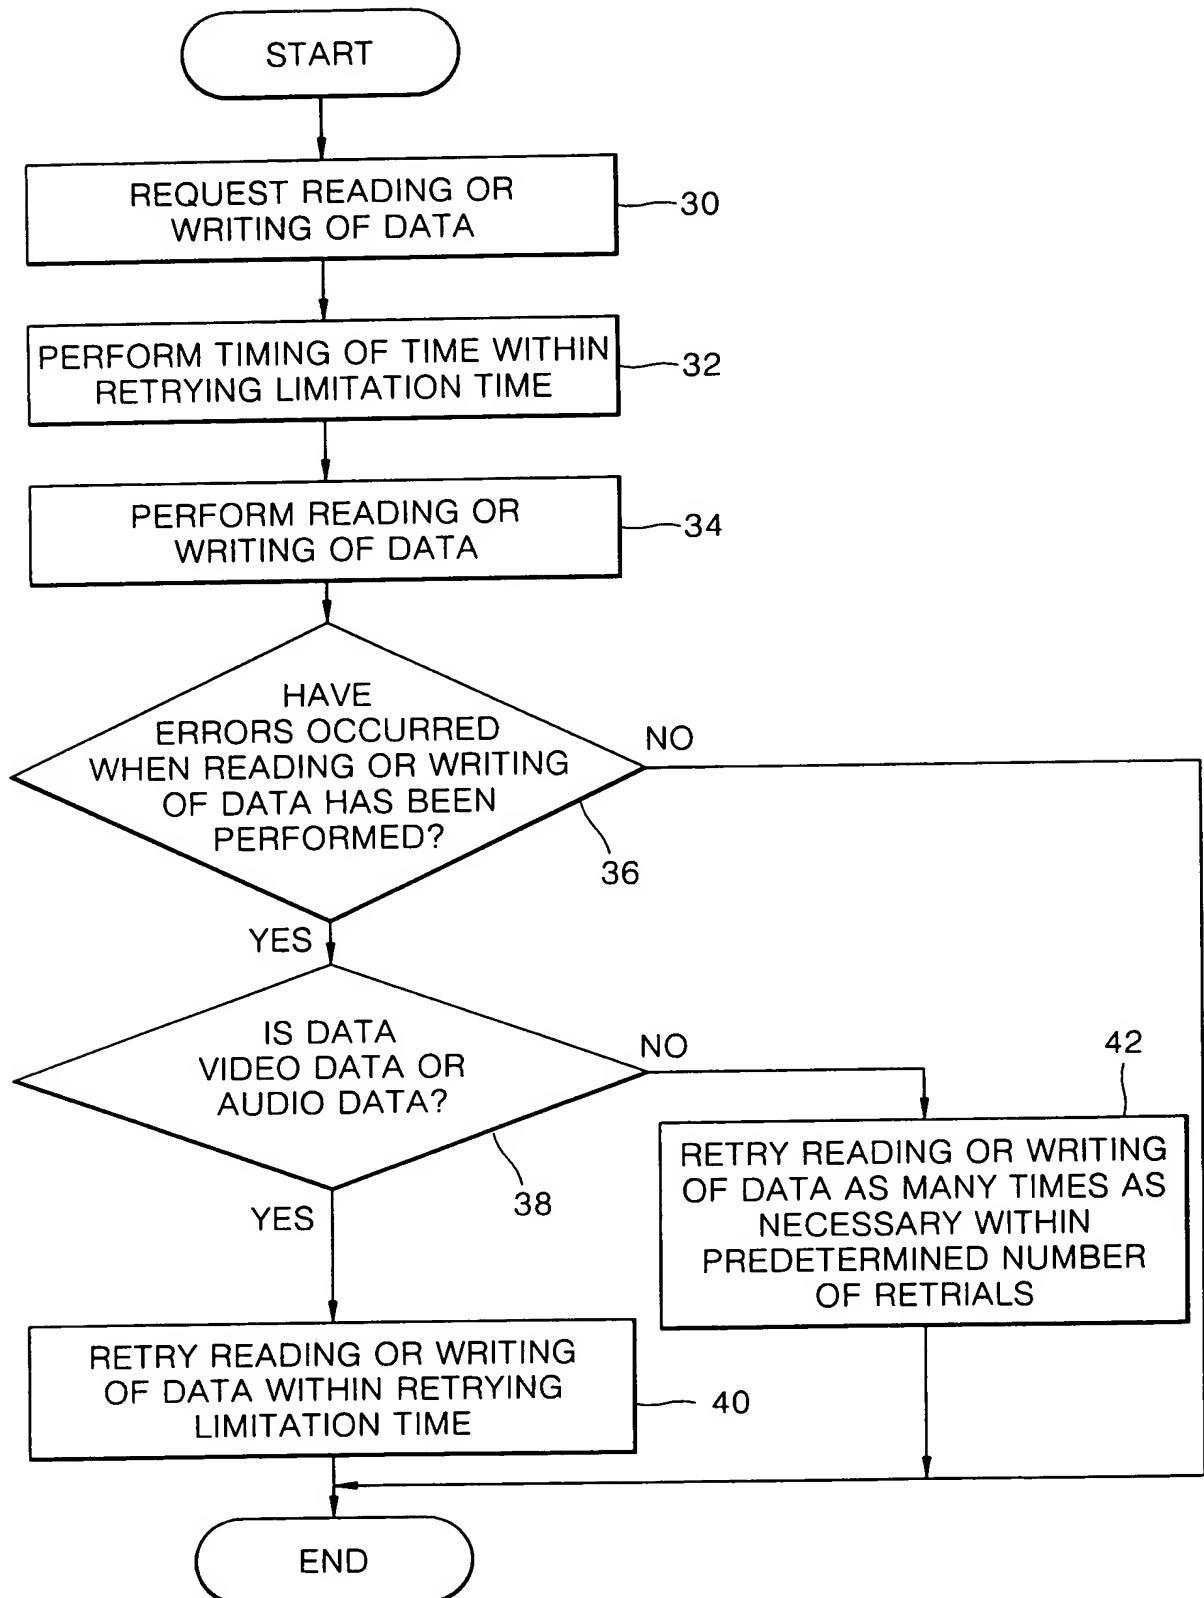 START
REQUEST READING OR
WRITING OF DATA
30
PERFORM TIMING OF TIME WITHIN
RETRYING LIMITATION TIME
32
PERFORM READING OR
WRITING OF DATA
34
HAVE
ERRORS OCCURRED
WHEN READING OR WRITING
OF DATA HAS BEEN
PERFORMED?
NO
36
YES
IS DATA
VIDEO DATA OR
AUDIO DATA?
NO
38
42
RETRY READING OR WRITING
OF DATA AS MANY TIMES AS
NECESSARY WITHIN
PREDETERMINED NUMBER
OF RETRIALS
YES
RETRY READING OR WRITING
OF DATA WITHIN RETRYING
LIMITATION TIME
40
END